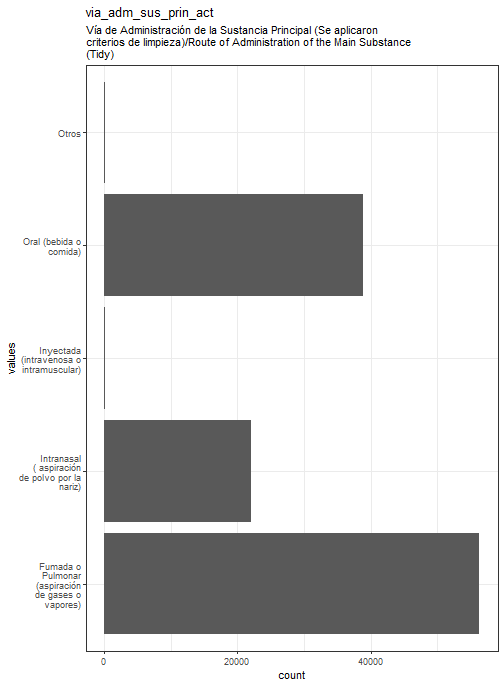 via_adm_sus_prin_act
Vía de Administración de la Sustancia Principal (Se aplicaron
criterios de limpieza)/Route of Administration of the Main Substance
(Tidy)
Otros
Oral (bebida o
comida)
Inyectada
(intravenosa o
intramuscular)
Intranasal
( aspiración
de polvo por la
nariz)
Fumada o
Pulmonar
(aspiración
de gases o
vapores)
values
0
20000
40000
count